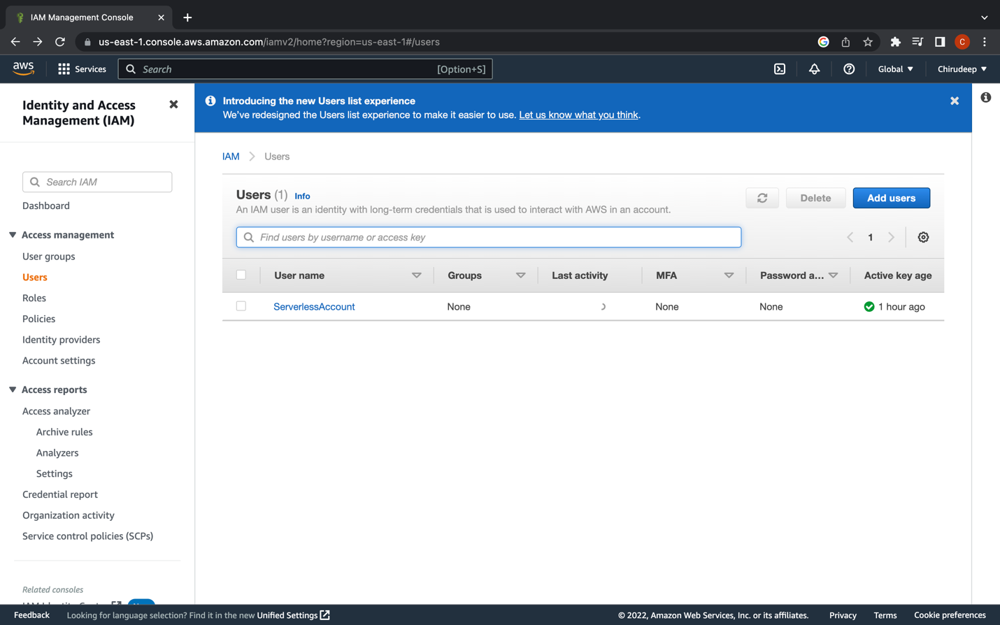 IAM Management Console
us-east-1.console.aws.amazon.com/iamv2/home?region=us-east-1#/users
C
aws
Services
Search
[Option+S]
Global
Chirudeep
Identity and Access
Management (IAM)
Search IAM
Dashboard
Access management
User groups
Users
Roles
Policies
Identity providers
Account settings
Access reports
Access analyzer
Archive rules
Analyzers
Settings
Credential report
Organization activity
Service control policies (SCPs)
Related consoles
Introducing the new Users list experience
We've redesigned the Users list experience to make it easier to use. Let us know what you think.
IAM
Users
Users (1) Info
An IAM user is an identity with long-term credentials that is used to interact with AWS in an account.
Delete
Add users
Find users by username or access key
1
User name
Groups
Last activity
MFA
Password a...
Active key age
ServerlessAccount
None
None
None
1 hour ago
Feedback
Looking for language selection? Find it in the new Unified Settings
© 2022, Amazon Web Services, Inc. or its affiliates.
Privacy
Terms
Cookie preferences